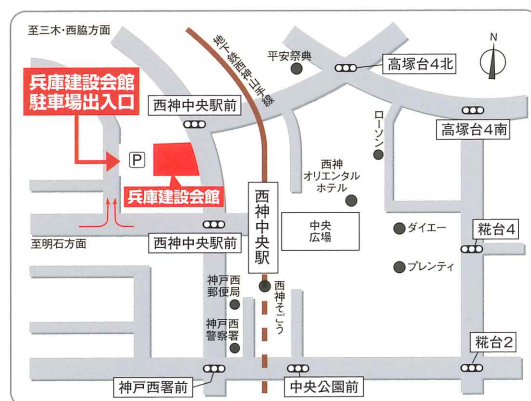 至三木・西脇方面
地下鉄西神山手線
平安祭典
高塚台4北
N
兵庫建設会館
駐車場出入口
西神中央駅前
高塚台4南
ローソン
P
西神
オリエンタル
ホテル
兵庫建設会館
西神中央駅
中央
広場
ダイエー
糀台4
西神中央駅前
至明石方面
プレンティ
神戸西
郵便局
西神そごう
神戸西
警察署
神戸西署前
中央公園前
糀台2